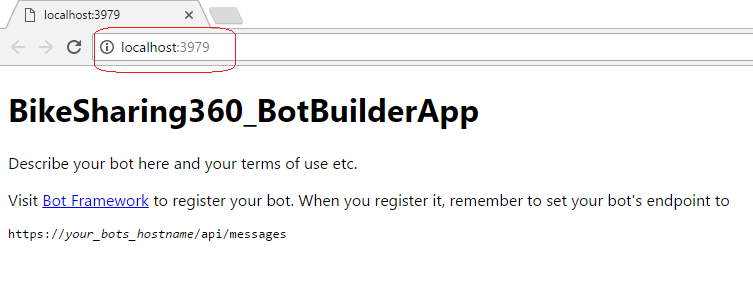 localhost:3979
localhost:3979
BikeSharing360_BotBuilderApp
Describe your bot here and your terms of use etc.
Visit Bot Framework to register your bot. When you register it, remember to set your bot's endpoint to
https://your_bots_hostname/api/messages